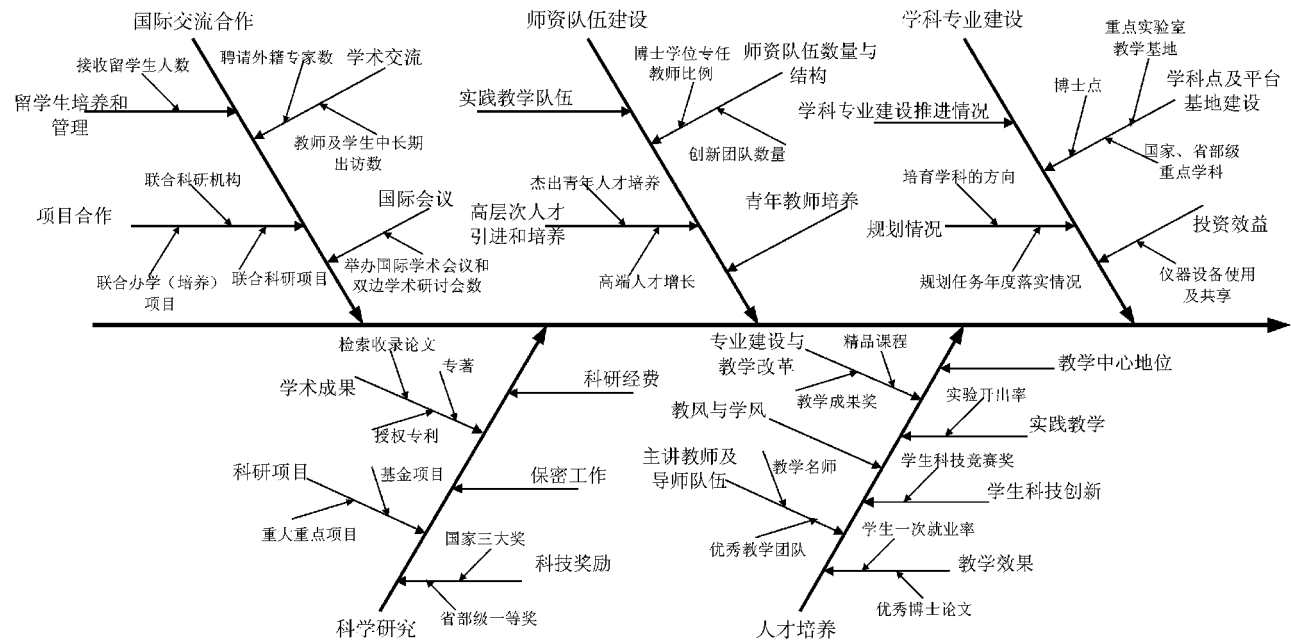 国际交流合作
接收留学生人数
聘请外籍专家数
学术交流
留学生培养和
管理
教师及学生中长期
出访数
联合科研机构
国际会议
项目合作
联合办学（培养）
项目
联合科研项目
举办国际学术会议和
双边学术研讨会数
师资队伍建设
博士学位专任
教师比例
师资队伍数量与
结构
实践教学队伍
创新团队数量
杰出青年人才培养
青年教师培养
高层次人才
引进和培养
高端人才增长
学科专业建设
重点实验室
教学基地
博士点
学科点及平台
基地建设
学科专业建设推进情况
国家、省部级
重点学科
培育学科的方向
规划情况
投资效益
规划任务年度落实情况
仪器设备使用
及共享
检索收录论文
专著
学术成果
科研经费
授权专利
科研项目
基金项目
保密工作
重大重点项目
国家三大奖
科技奖励
省部级一等奖
科学研究
专业建设与
教学改革
精品课程
教学中心地位
教学成果奖
实验开出率
教风与学风
实践教学
主讲教师及
导师队伍
教学名师
学生科技竞赛奖
学生科技创新
优秀教学团队
学生一次就业率
教学效果
优秀博士论文
人才培养